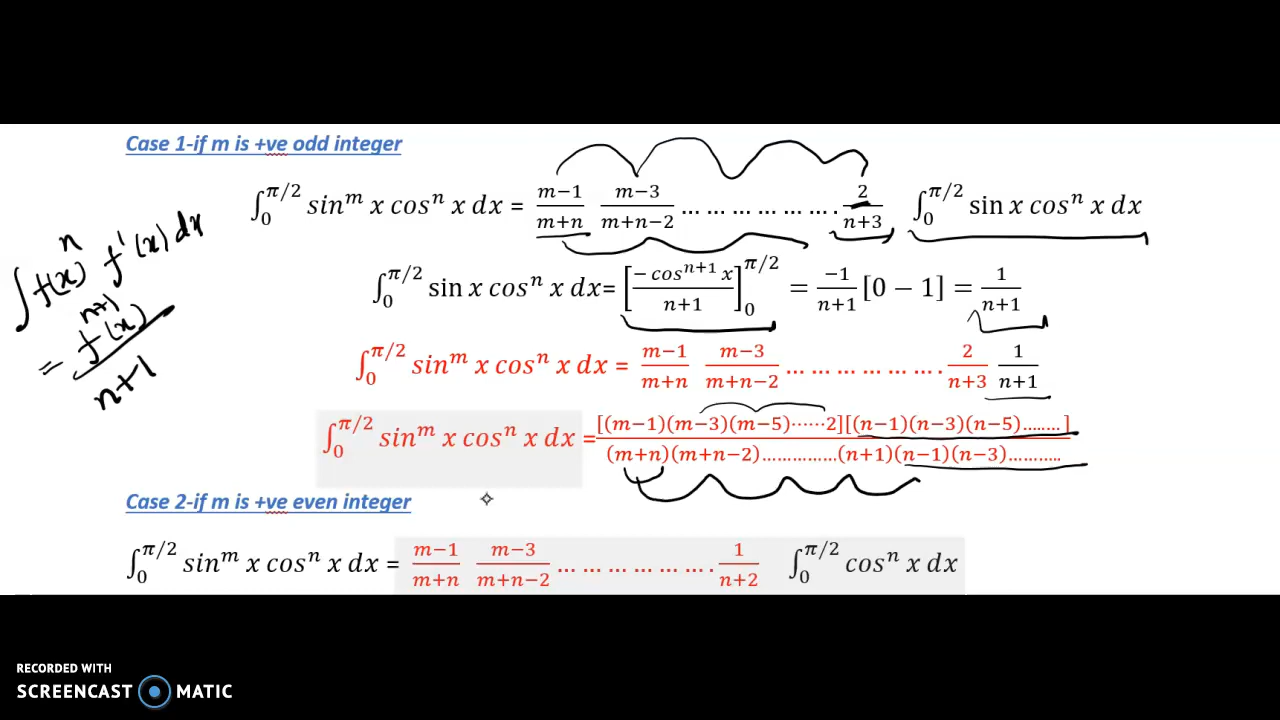 Case 1-if m is +ve odd integer
∫₀^{π/2} sin^m x cos^n x dx = (m−1)/(m+n) (m−3)/(m+n−2) … … … … … … . 2/(n+3) ∫₀^{π/2} sin x cos^n x dx
∫ f(x)^n f'(x) dx
= f(x)^{n+1}/(n+1)
∫₀^{π/2} sin x cos^n x dx= [−cos^{n+1} x/(n+1)]₀^{π/2} = −1/(n+1) [0 − 1] = 1/(n+1)
∫₀^{π/2} sin^m x cos^n x dx = (m−1)/(m+n) (m−3)/(m+n−2) … … … … … … . 2/(n+3) 1/(n+1)
∫₀^{π/2} sin^m x cos^n x dx = [(m−1)(m−3)(m−5)⋯⋯2][(n−1)(n−3)(n−5)........]/(m+n)(m+n−2)……………(n+1)(n−1)(n−3)………..
Case 2-if m is +ve even integer
∫₀^{π/2} sin^m x cos^n x dx = (m−1)/(m+n) (m−3)/(m+n−2) … … … … … … . 1/(n+2) ∫₀^{π/2} cos^n x dx
RECORDED WITH
SCREENCAST MATIC